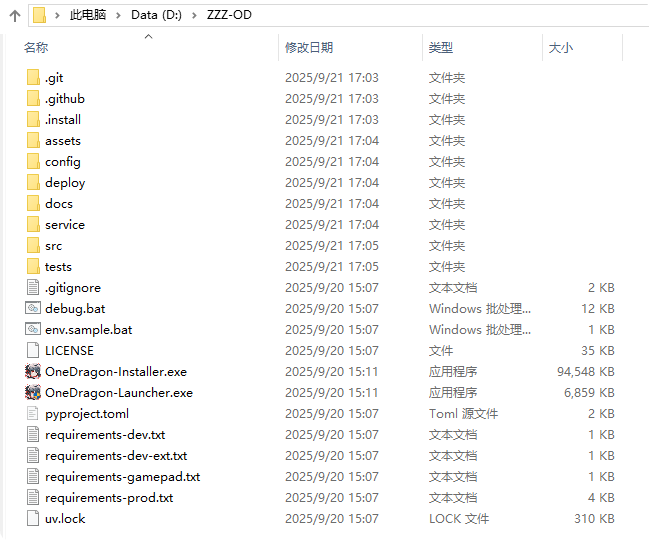 此电脑 > Data (D:) > ZZZ-OD
名称 修改日期 类型 大小
.git 2025/9/21 17:03 文件夹
.github 2025/9/21 17:03 文件夹
.install 2025/9/21 17:03 文件夹
assets 2025/9/21 17:04 文件夹
config 2025/9/21 17:04 文件夹
deploy 2025/9/21 17:04 文件夹
docs 2025/9/21 17:04 文件夹
service 2025/9/21 17:04 文件夹
src 2025/9/21 17:05 文件夹
tests 2025/9/21 17:05 文件夹
.gitignore 2025/9/20 15:07 文本文档 2 KB
debug.bat 2025/9/20 15:07 Windows 批处理... 12 KB
env.sample.bat 2025/9/20 15:07 Windows 批处理... 1 KB
LICENSE 2025/9/20 15:07 文件 35 KB
OneDragon-Installer.exe 2025/9/20 15:11 应用程序 94,548 KB
OneDragon-Launcher.exe 2025/9/20 15:11 应用程序 6,859 KB
pyproject.toml 2025/9/20 15:07 Toml 源文件 2 KB
requirements-dev.txt 2025/9/20 15:07 文本文档 1 KB
requirements-dev-ext.txt 2025/9/20 15:07 文本文档 1 KB
requirements-gamepad.txt 2025/9/20 15:07 文本文档 1 KB
requirements-prod.txt 2025/9/20 15:07 文本文档 4 KB
uv.lock 2025/9/20 15:07 LOCK 文件 310 KB